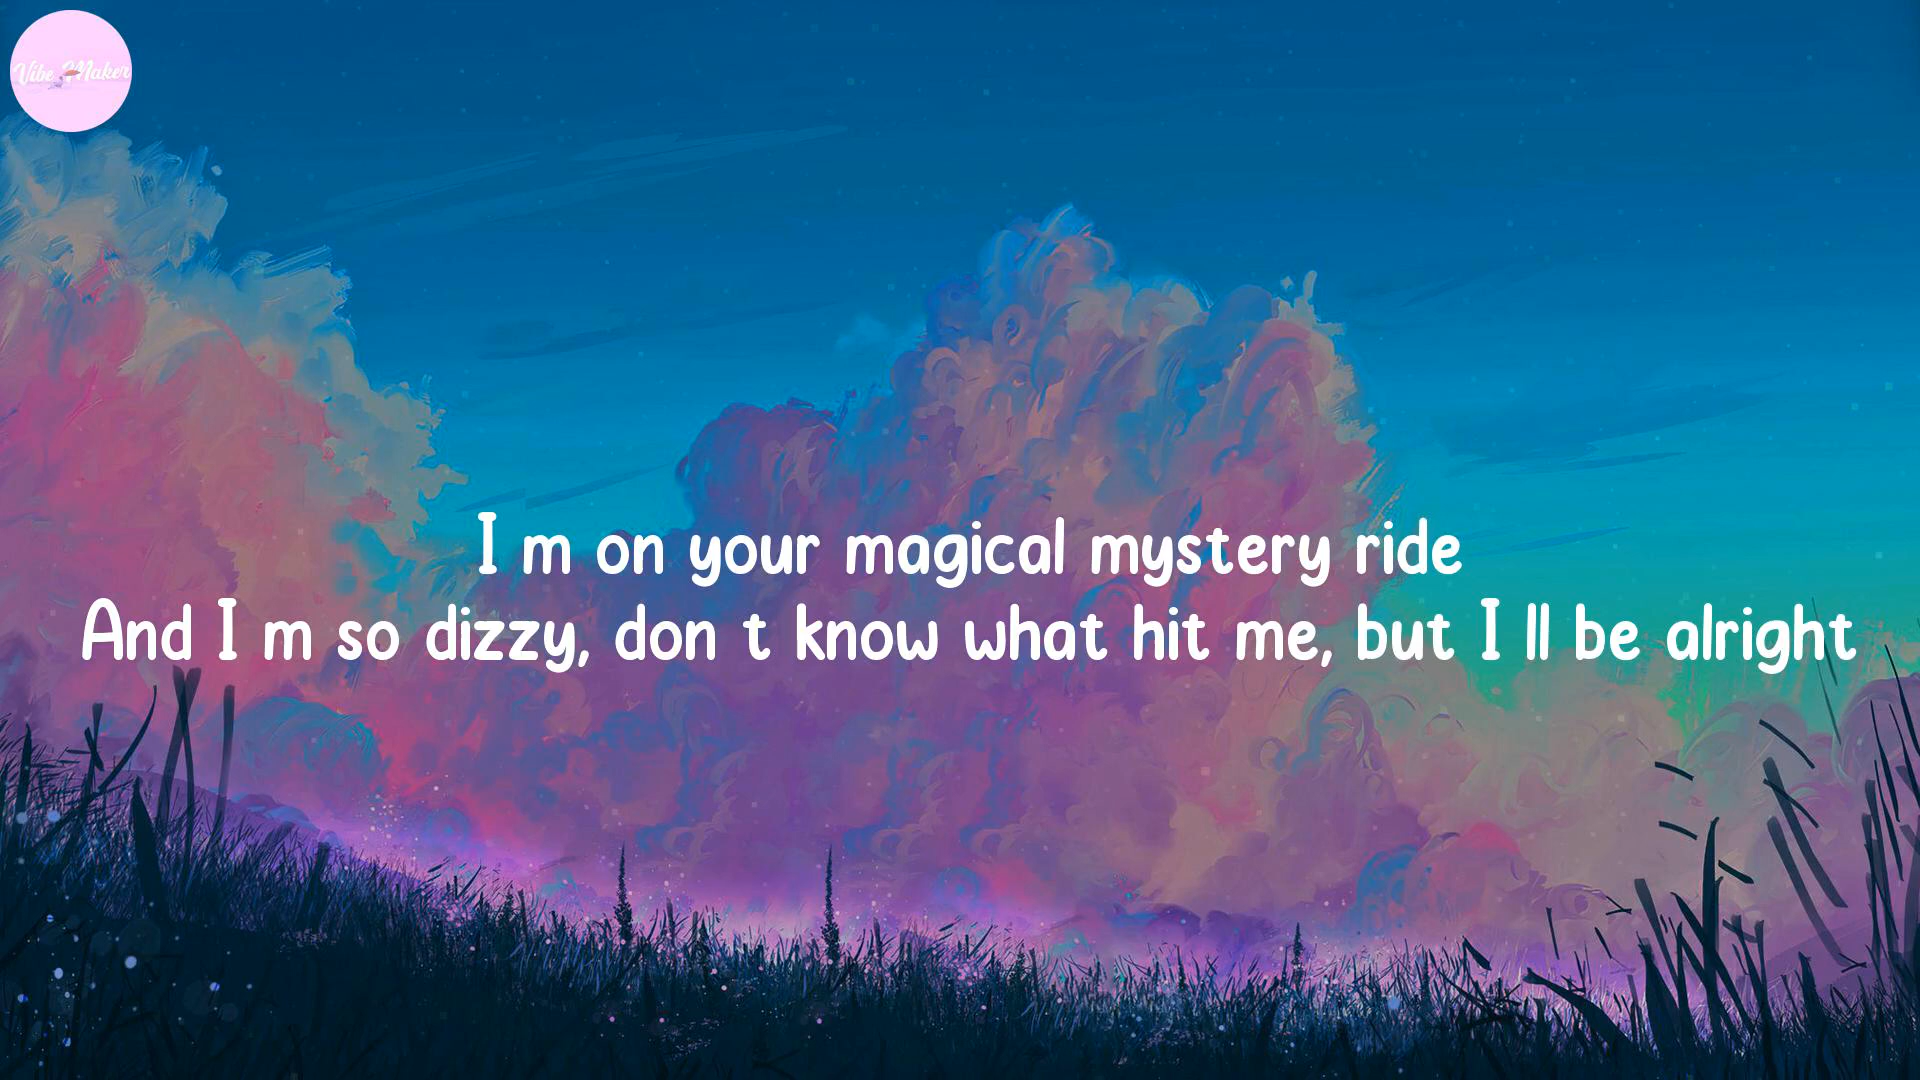 Vibe Maker
I m on your magical mystery ride
And I m so dizzy, don t know what hit me, but I ll be alright